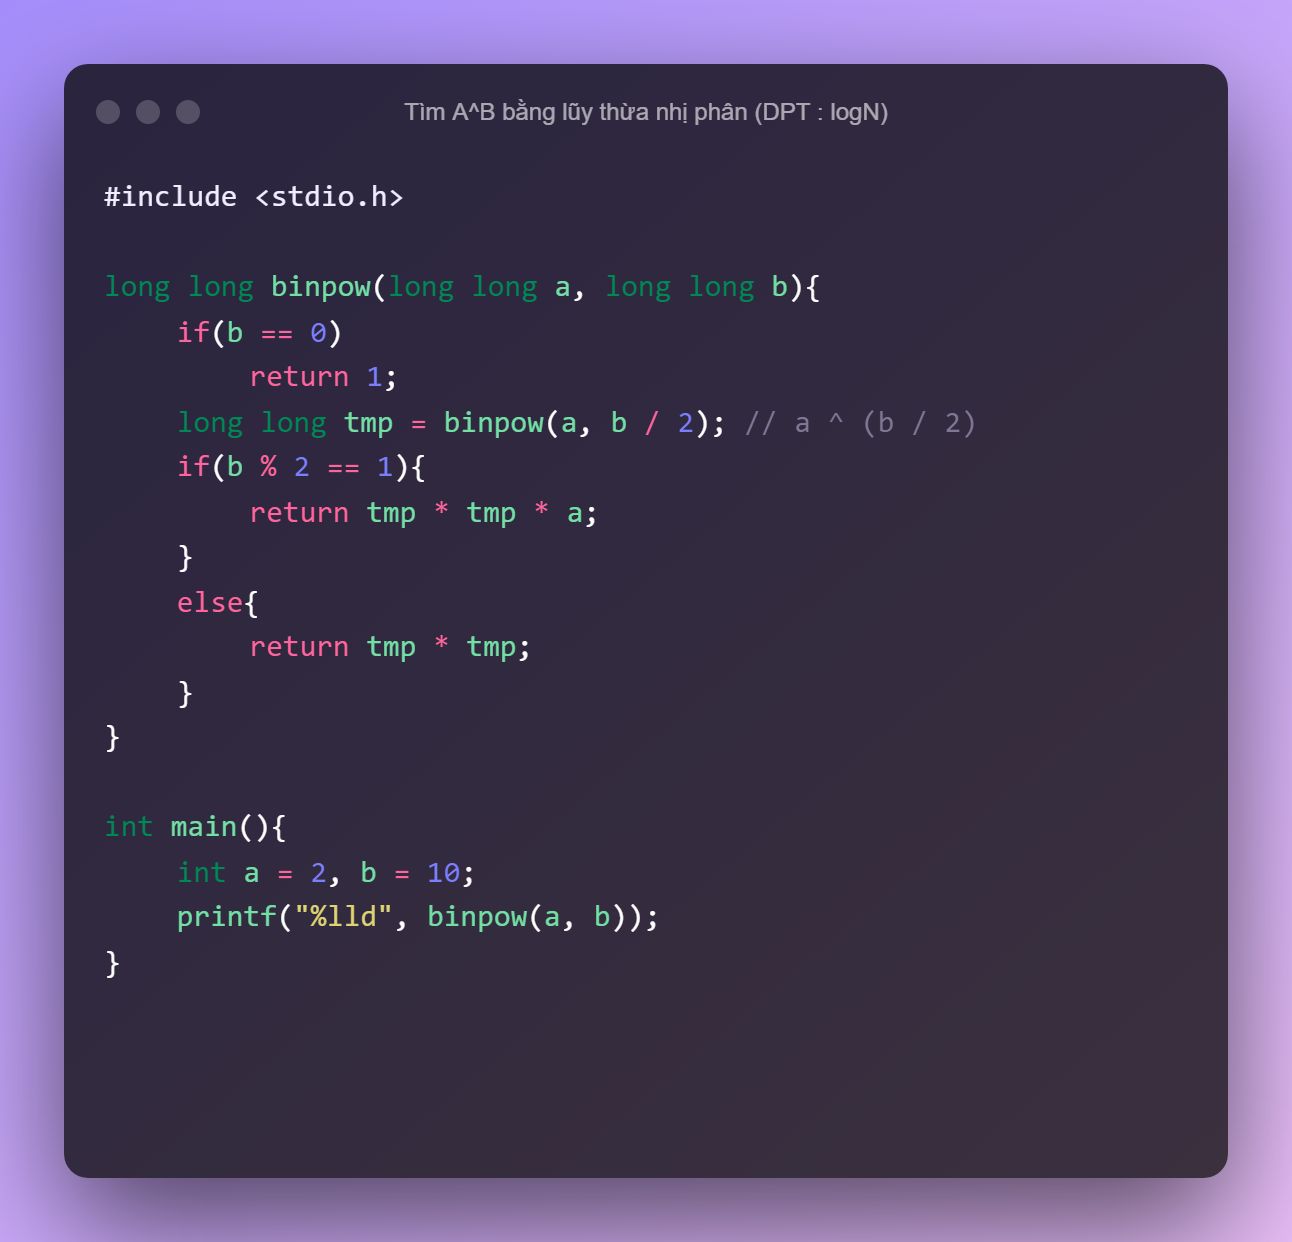 Tìm A^B bằng lũy thừa nhị phân (DPT : logN)
#include <stdio.h>
long long binpow(long long a, long long b){
if(b == 0)
return 1;
long long tmp = binpow(a, b / 2); // a ^ (b / 2)
if(b % 2 == 1){
return tmp * tmp * a;
}
else{
return tmp * tmp;
}
}
int main(){
int a = 2, b = 10;
printf("%lld", binpow(a, b));
}